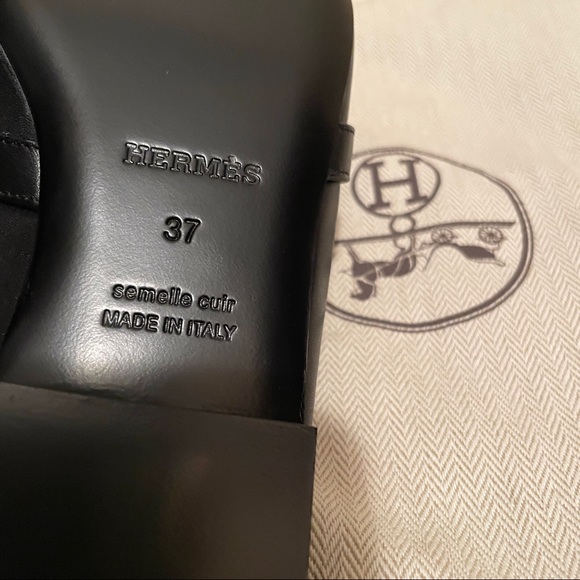 HERMÈS
37
semelle cuir
MADE IN ITALY
H